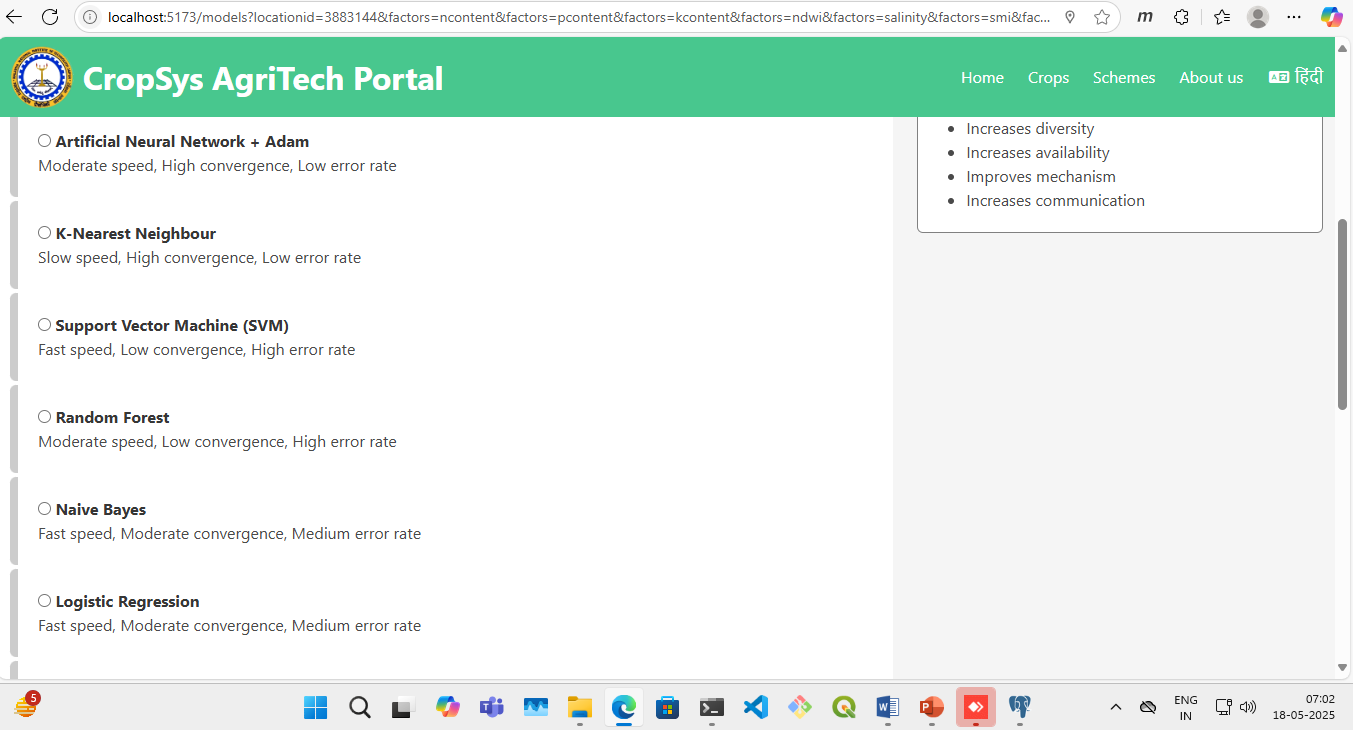 localhost:5173/models?locationid=3883144&factors=ncontent&factors=pcontent&factors=kcontent&factors=ndwi&factors=salinity&factors=smi&fac...
CropSys AgriTech Portal
Home
Crops
Schemes
About us
हिंदी
Artificial Neural Network + Adam
Moderate speed, High convergence, Low error rate
K-Nearest Neighbour
Slow speed, High convergence, Low error rate
Support Vector Machine (SVM)
Fast speed, Low convergence, High error rate
Random Forest
Moderate speed, Low convergence, High error rate
Naive Bayes
Fast speed, Moderate convergence, Medium error rate
Logistic Regression
Fast speed, Moderate convergence, Medium error rate
Increases diversity
Increases availability
Improves mechanism
Increases communication
5
ENG
IN
07:02
18-05-2025